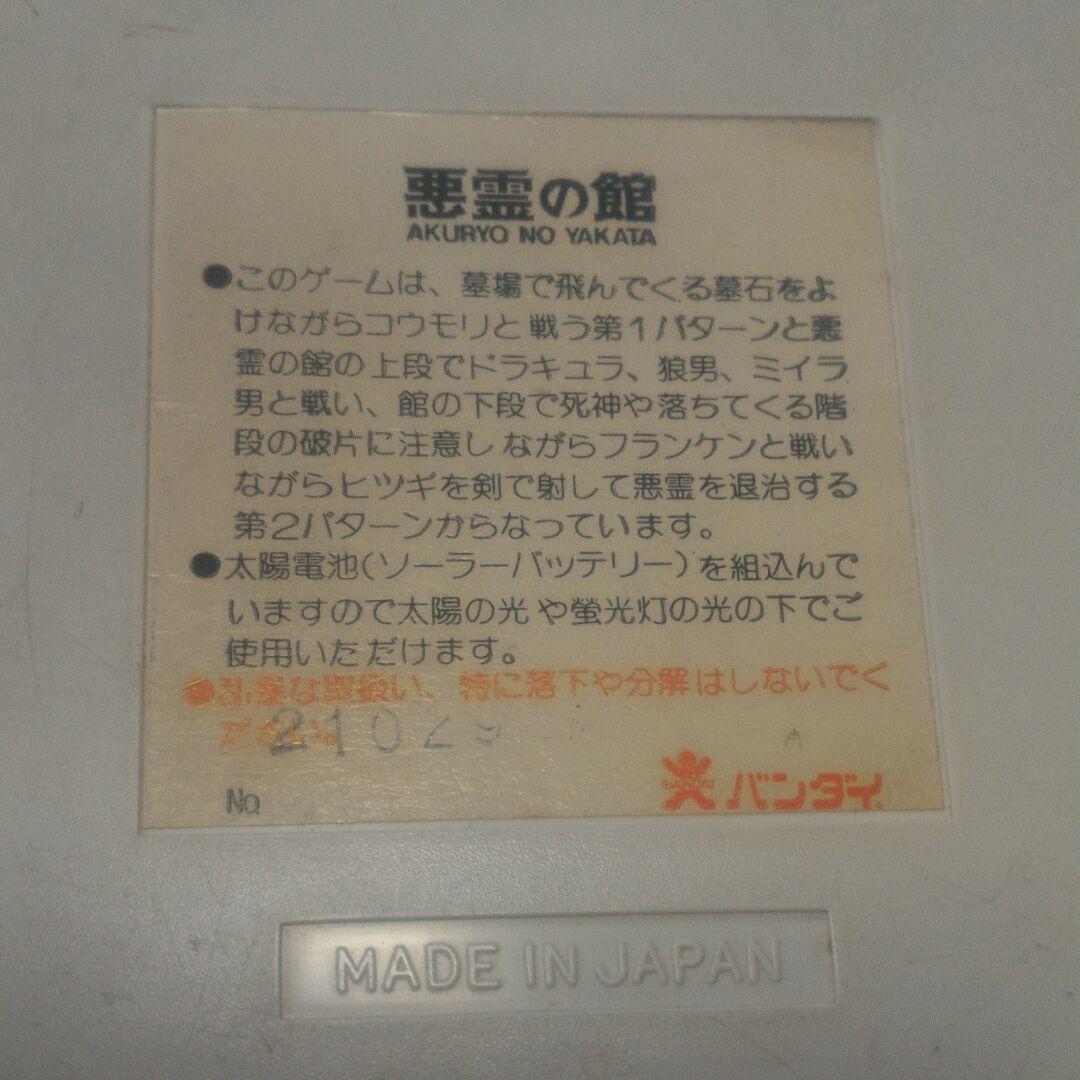 悪霊の館
AKURYO NO YAKATA
●このゲームは、墓場で飛んでくる墓石をよ
けながらコウモリと戦う第1パターンと悪
霊の館の上段でドラキュラ、狼男、ミイラ
男と戦い、館の下段で死神や落ちてくる階
段の破片に注意しながらフランケンと戦い
ながらヒツギを剣で射して悪霊を退治する
第2パターンからなっています。
●太陽電池(ソーラーバッテリー)を組込んで
いますので太陽の光や螢光灯の光の下でご
使用いただけます。
●乱暴な取扱い、特に落下や分解はしないでく
ださい。
2102
No.
バンダイ
MADE IN JAPAN